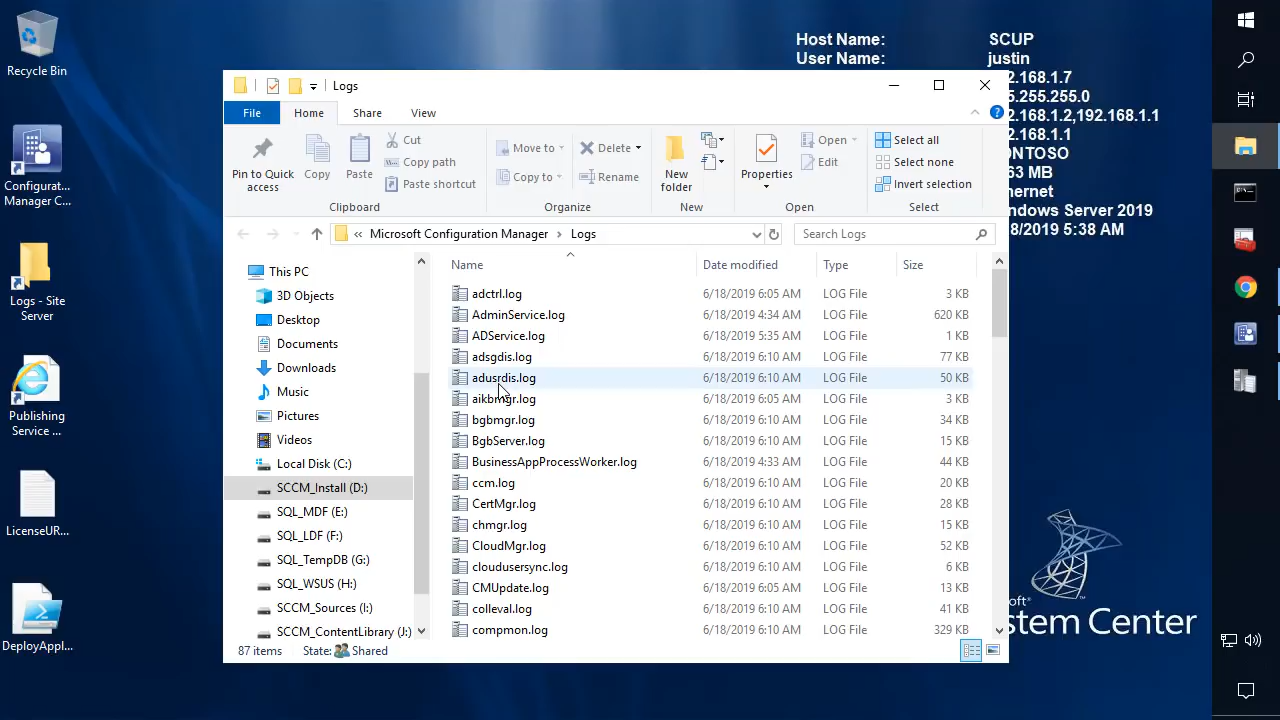 Recycle Bin
Configurat...
Manager C...
Logs - Site
Server
Publishing
Service ...
LicenseUR...
DeployAppl...
Host Name: SCUP
User Name: justin
2.168.1.7
5.255.255.0
2.168.1.2,192.168.1.1
2.168.1.1
ONTOSO
63 MB
hernet
ndows Server 2019
8/2019 5:38 AM
Logs
File Home Share View
Pin to Quick access
Copy
Paste
Cut
Copy path
Paste shortcut
Clipboard
Move to
Copy to
Delete
Rename
Organize
New folder
New
Properties
Open
Edit
Open
Select all
Select none
Invert selection
Select
« Microsoft Configuration Manager > Logs
Search Logs
This PC
3D Objects
Desktop
Documents
Downloads
Music
Pictures
Videos
Local Disk (C:)
SCCM_Install (D:)
SQL_MDF (E:)
SQL_LDF (F:)
SQL_TempDB (G:)
SQL_WSUS (H:)
SCCM_Sources (I:)
SCCM_ContentLibrary (J:)
Name Date modified Type Size
adctrl.log 6/18/2019 6:05 AM LOG File 3 KB
AdminService.log 6/18/2019 4:34 AM LOG File 620 KB
ADService.log 6/18/2019 5:35 AM LOG File 1 KB
adsgdis.log 6/18/2019 6:10 AM LOG File 77 KB
adusrdis.log 6/18/2019 6:10 AM LOG File 50 KB
aikbmgr.log 6/18/2019 6:05 AM LOG File 3 KB
bgbmgr.log 6/18/2019 6:10 AM LOG File 34 KB
BgbServer.log 6/18/2019 6:10 AM LOG File 15 KB
BusinessAppProcessWorker.log 6/18/2019 4:33 AM LOG File 44 KB
ccm.log 6/18/2019 6:10 AM LOG File 20 KB
CertMgr.log 6/18/2019 6:10 AM LOG File 28 KB
chmgr.log 6/18/2019 6:10 AM LOG File 15 KB
CloudMgr.log 6/18/2019 6:10 AM LOG File 52 KB
cloudusersync.log 6/18/2019 6:10 AM LOG File 6 KB
CMUpdate.log 6/18/2019 6:05 AM LOG File 13 KB
colleval.log 6/18/2019 6:10 AM LOG File 41 KB
compmon.log 6/18/2019 6:10 AM LOG File 329 KB
87 items State: Shared
oft®
stem Center